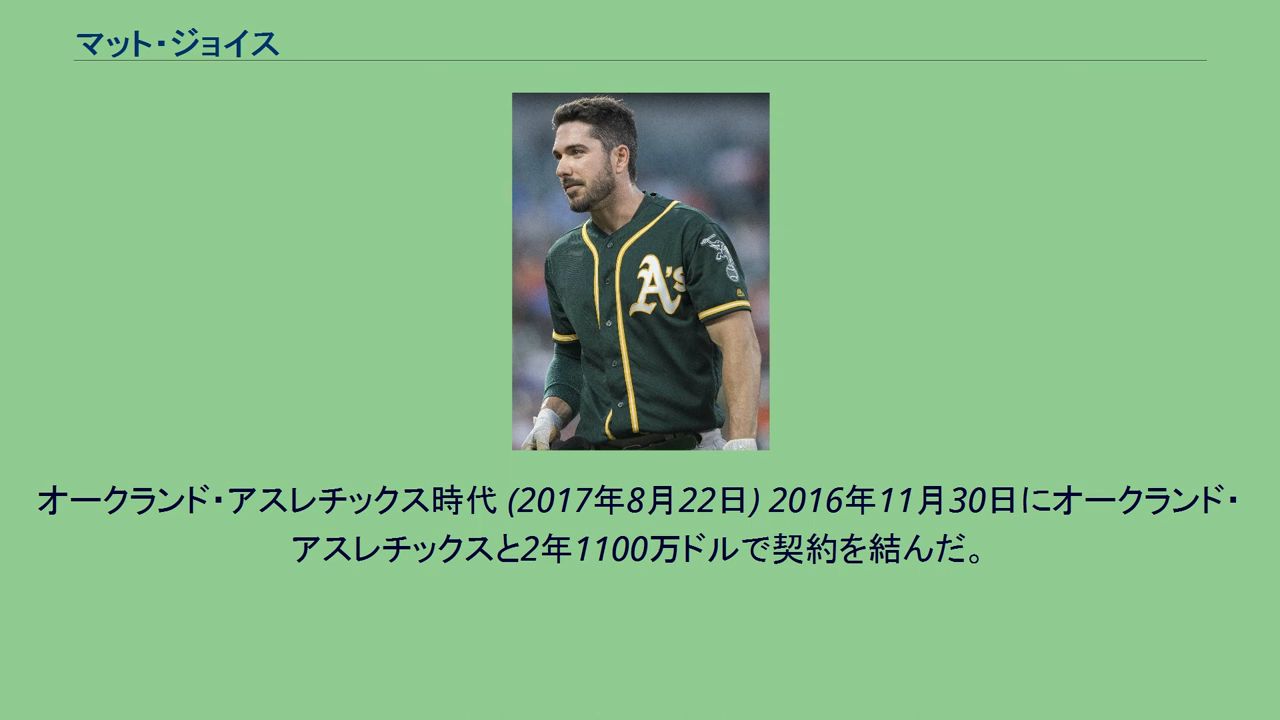 マット・ジョイス
A's
オークランド・アスレチックス時代 (2017年8月22日) 2016年11月30日にオークランド・
アスレチックスと2年1100万ドルで契約を結んだ。